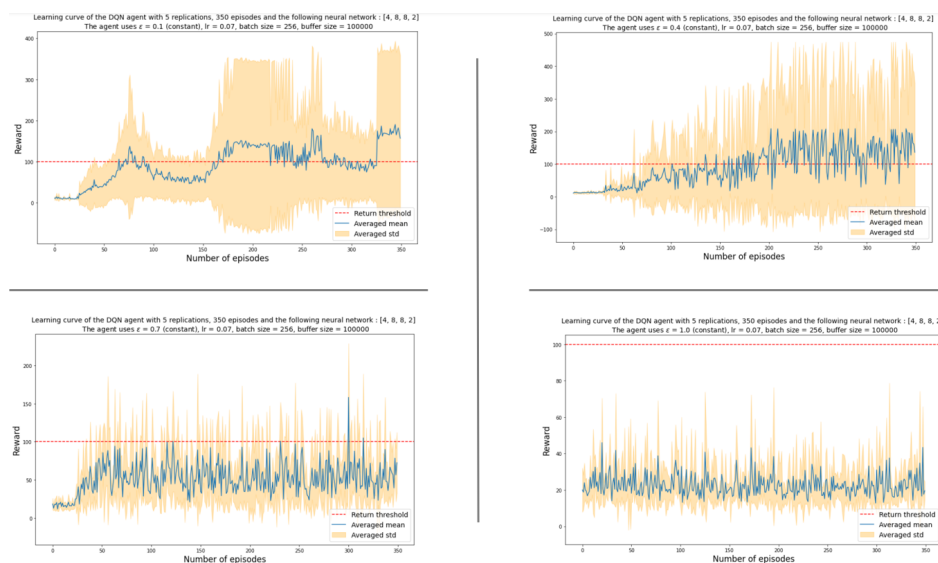 Learning curve of the DQN agent with 5 replications, 350 episodes and the following neural network : [4, 8, 8, 2]
The agent uses ε = 0.1 (constant), lr = 0.07, batch size = 256, buffer size = 100000
400
300
200
100
0
Reward
Return threshold
Averaged mean
Averaged std
0 50 100 150 200 250 300 350
Number of episodes
Learning curve of the DQN agent with 5 replications, 350 episodes and the following neural network : [4, 8, 8, 2]
The agent uses ε = 0.4 (constant), lr = 0.07, batch size = 256, buffer size = 100000
500
400
300
200
100
0
−100
Reward
Return threshold
Averaged mean
Averaged std
0 50 100 150 200 250 300 350
Number of episodes
Learning curve of the DQN agent with 5 replications, 350 episodes and the following neural network : [4, 8, 8, 2]
The agent uses ε = 0.7 (constant), lr = 0.07, batch size = 256, buffer size = 100000
200
150
100
50
0
Reward
Return threshold
Averaged mean
Averaged std
0 50 100 150 200 250 300 350
Number of episodes
Learning curve of the DQN agent with 5 replications, 350 episodes and the following neural network : [4, 8, 8, 2
The agent uses ε = 1.0 (constant), lr = 0.07, batch size = 256, buffer size = 100000
100
80
60
40
20
0
Reward
Return threshold
Averaged mean
Averaged std
0 50 100 150 200 250 300 350
Number of episodes